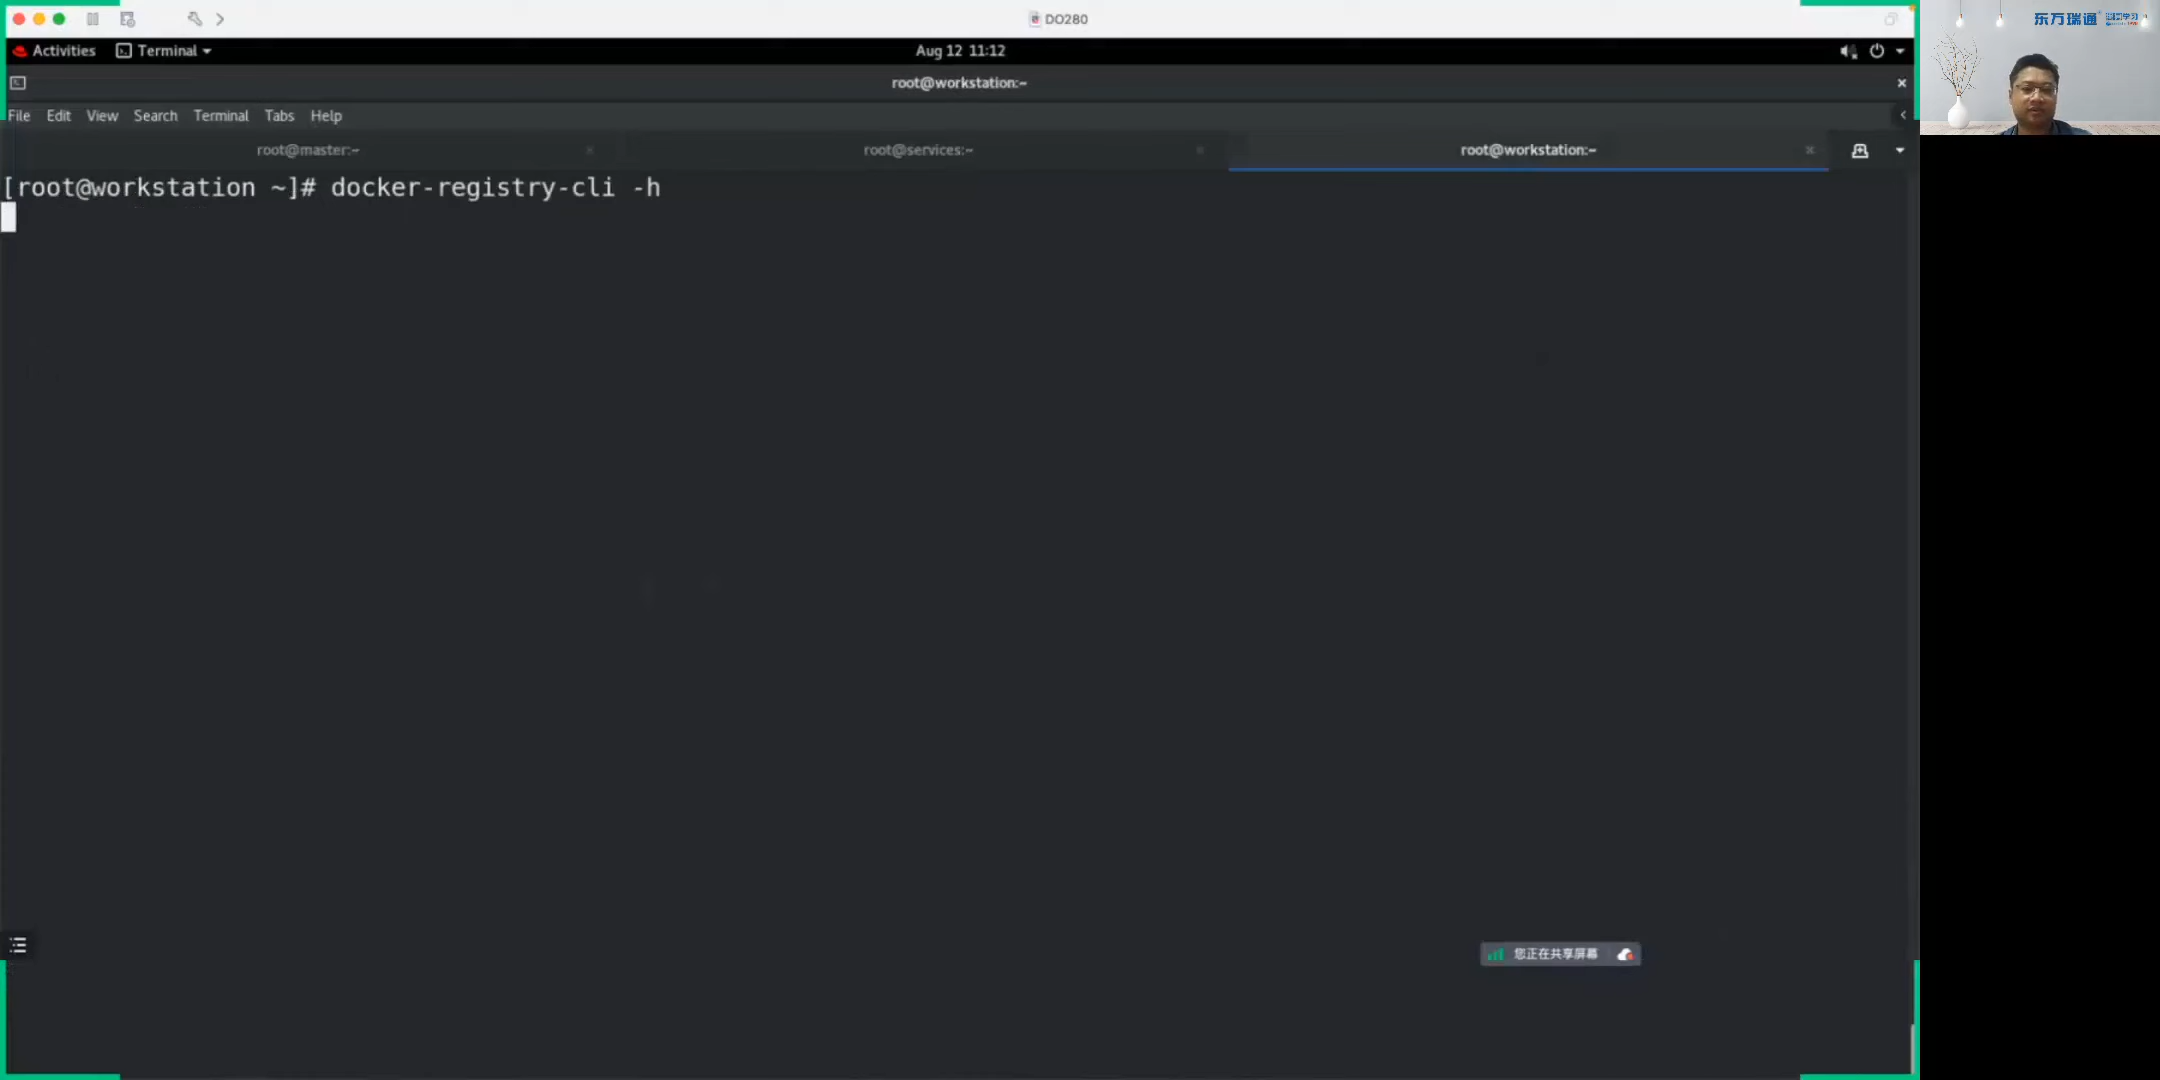 DO280
Activities Terminal Aug 12 11:12
root@workstation:~
File Edit View Search Terminal Tabs Help
root@master:~ root@services:~ root@workstation:~
[root@workstation ~]# docker-registry-cli -h
您正在共享屏幕
东方瑞通